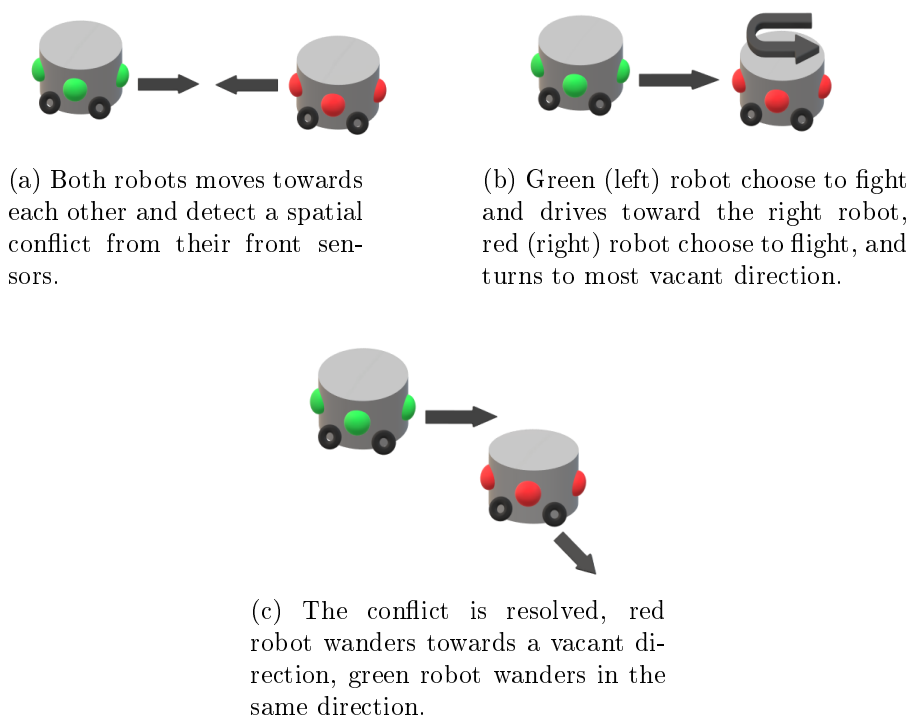 (a) Both robots moves towards
each other and detect a spatial
conflict from their front sen-
sors.
(b) Green (left) robot choose to fight
and drives toward the right robot,
red (right) robot choose to flight, and
turns to most vacant direction.
(c) The conflict is resolved, red
robot wanders towards a vacant di-
rection, green robot wanders in the
same direction.